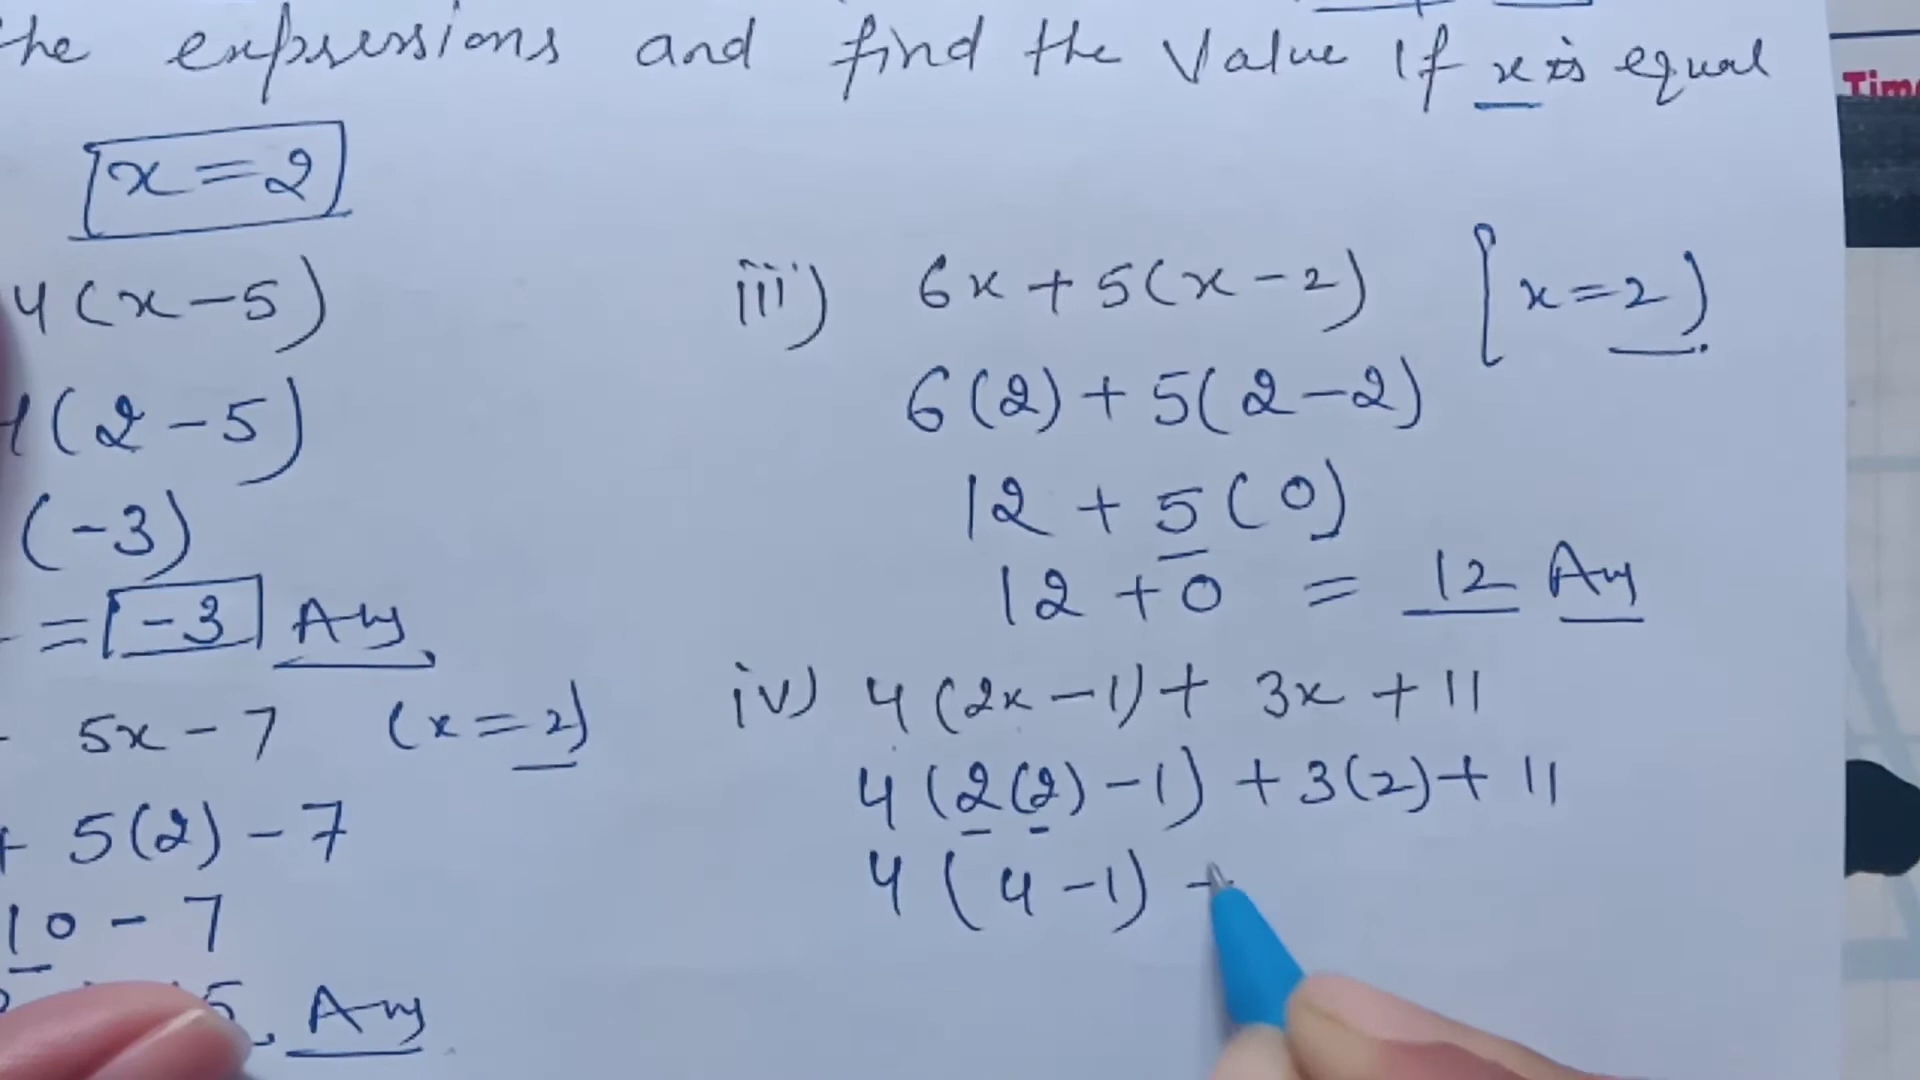 the expressions and find the value if x is equal
x = 2
4(x-5)
(2-5)
(-3)
= -3 Ans
5x-7 (x=2)
+ 5(2)-7
10-7
5. Ans
iii) 6x+5(x-2) [x=2)
6(2)+5(2-2)
12+5(0)
12+0 = 12 Ans
iv) 4(2x-1)+3x+11
4(2(2)-1)+3(2)+11
4(4-1)
Time